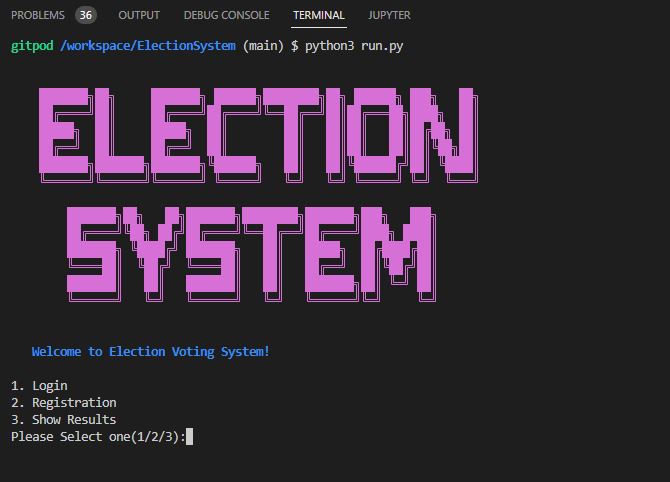 PROBLEMS 36 OUTPUT DEBUG CONSOLE TERMINAL JUPYTER
gitpod /workspace/ElectionSystem (main) $ python3 run.py
ELECTION
SYSTEM
Welcome to Election Voting System!
1. Login
2. Registration
3. Show Results
Please Select one(1/2/3):